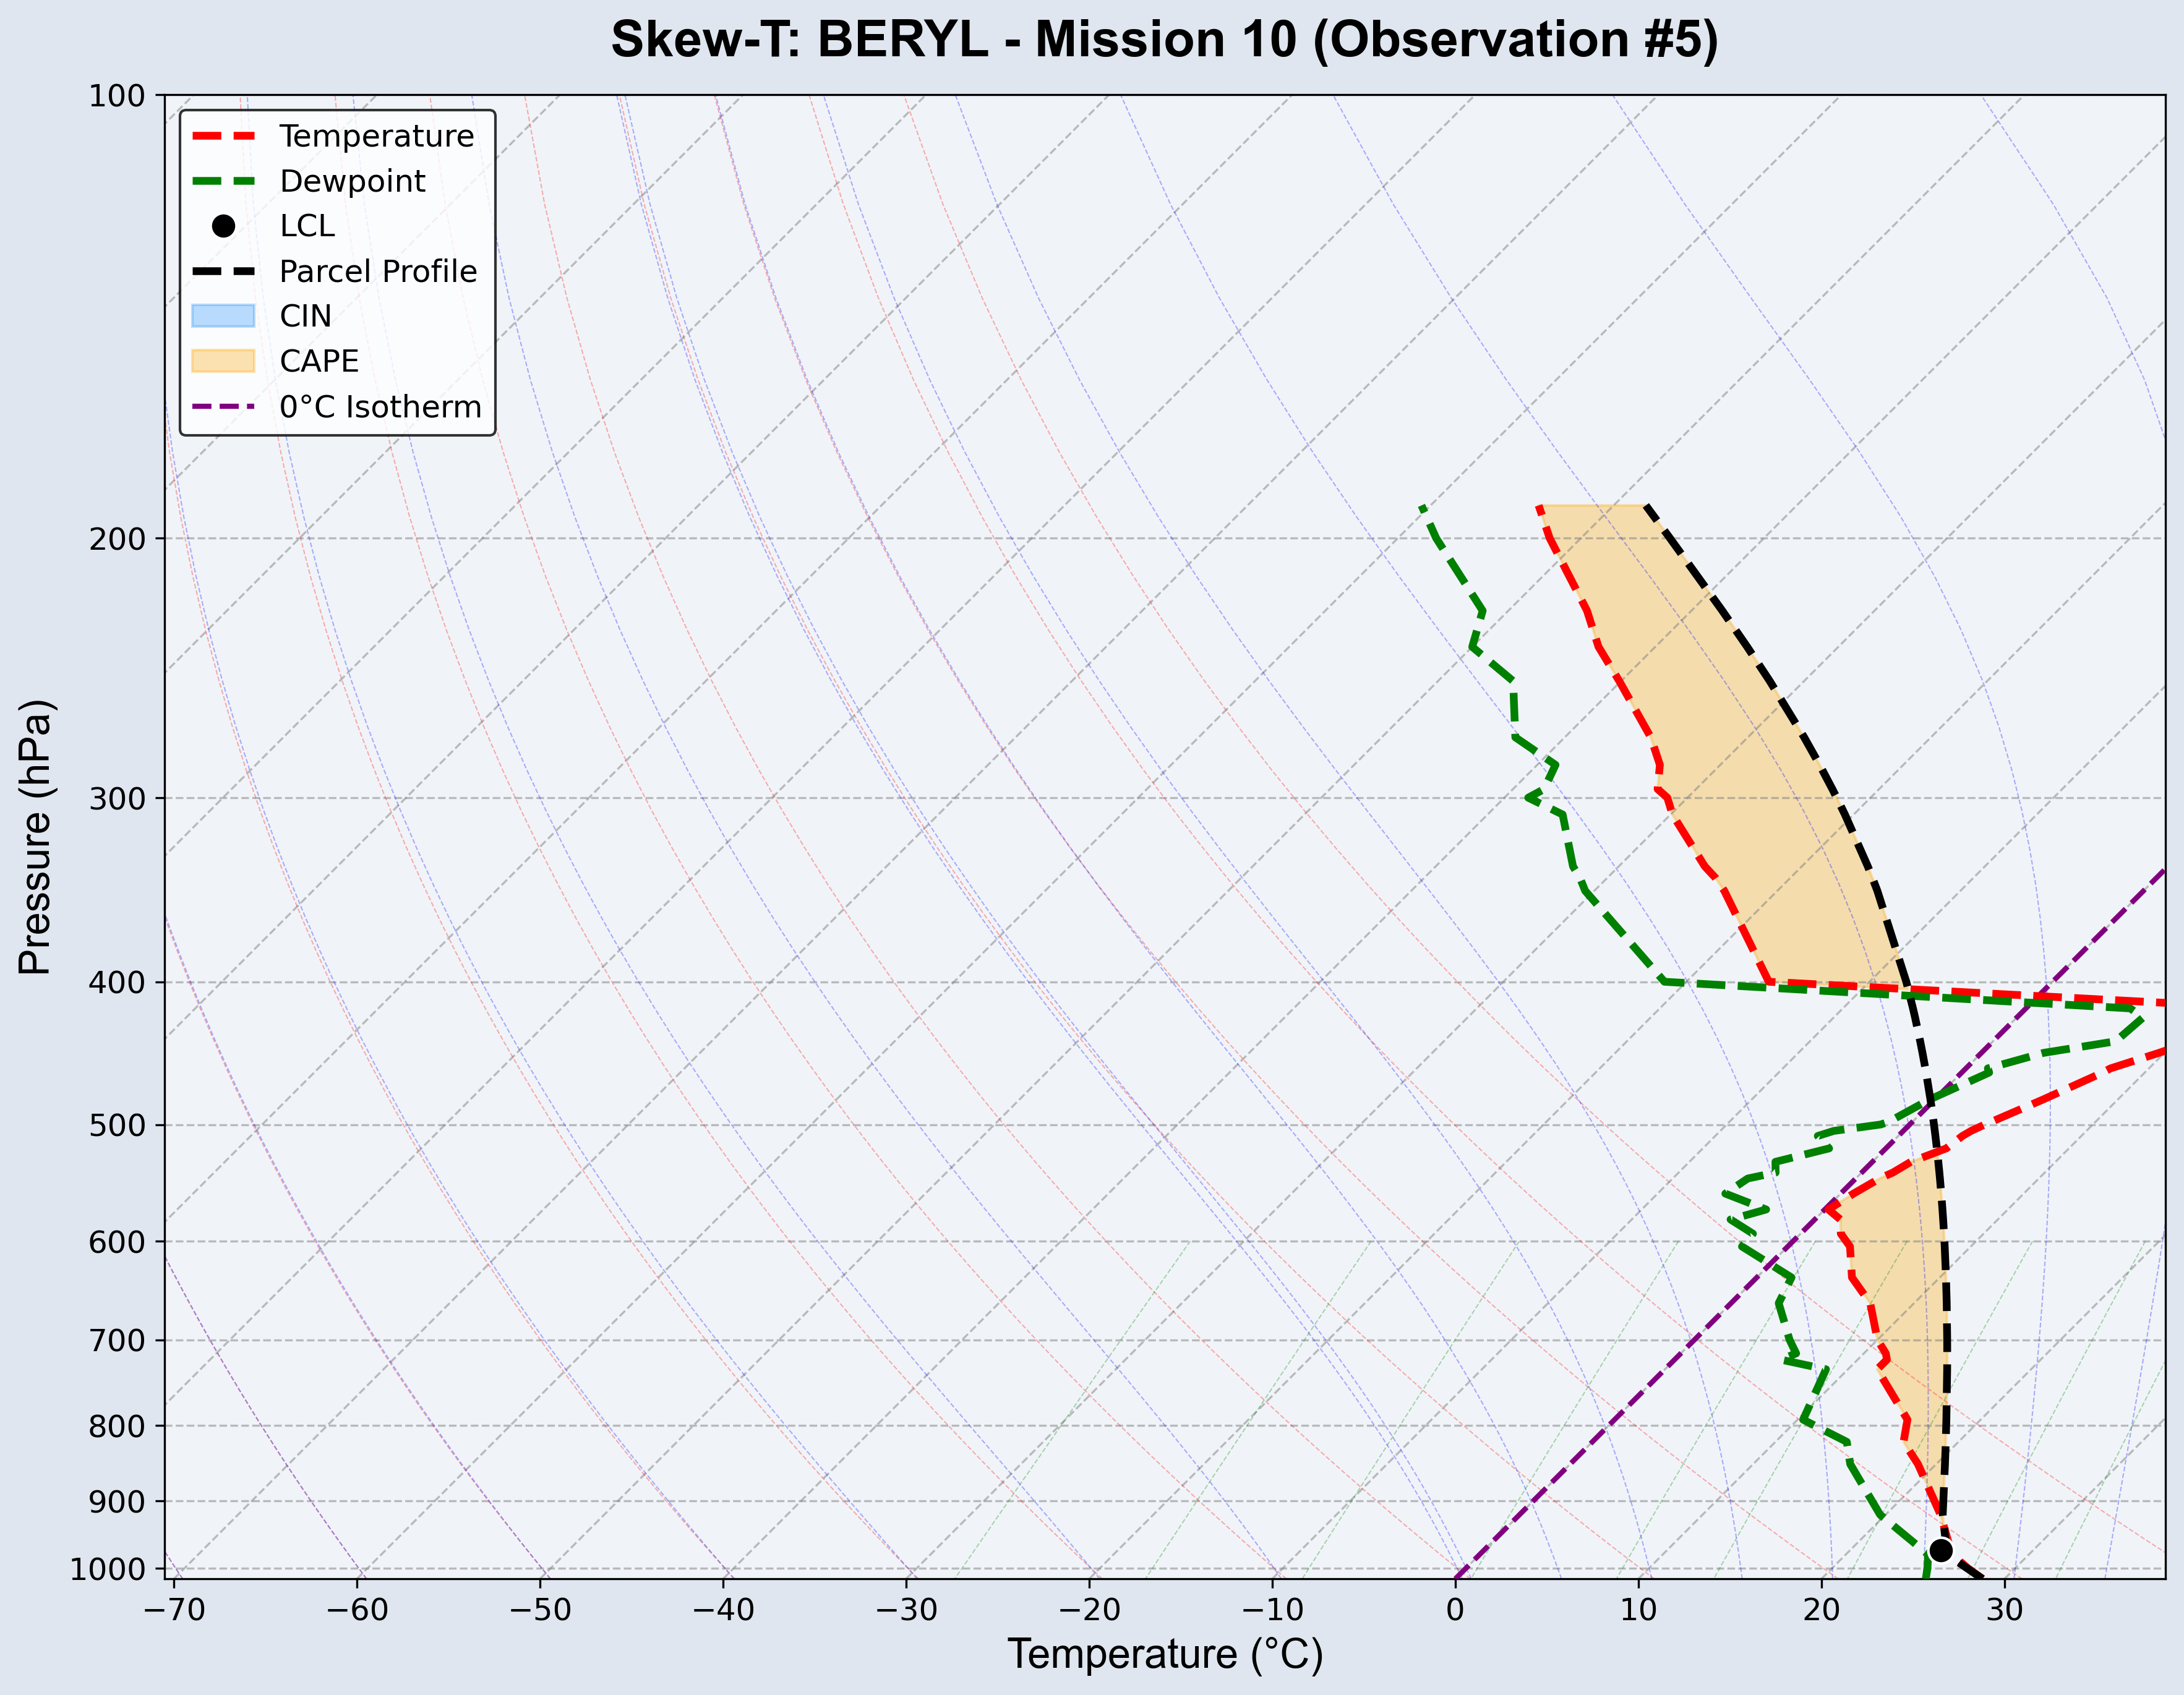 Skew-T: BERYL - Mission 10 (Observation #5)
Temperature
Dewpoint
LCL
Parcel Profile
CIN
CAPE
0°C Isotherm
100
200
300
400
500
600
700
800
900
1000
Pressure (hPa)
−70 −60 −50 −40 −30 −20 −10 0 10 20 30
Temperature (°C)